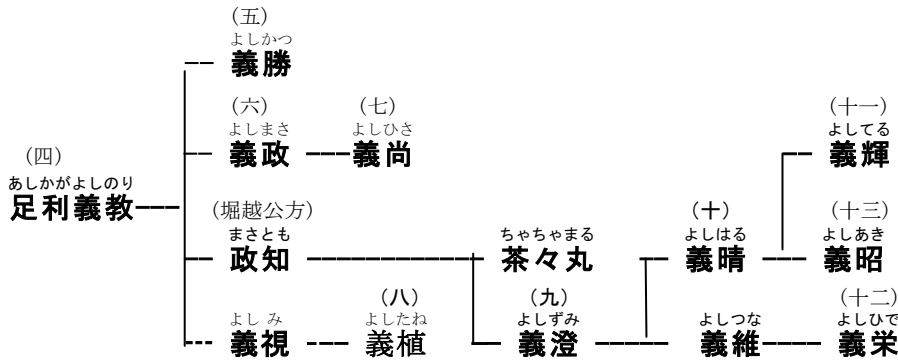 （五）
よしかつ
義勝
（六）　（七）　（十一）
よしまさ　よしひさ　よしてる
（四）　義政　義尚　義輝
あしかがよしのり
足利義教
（堀越公方）　（十）　（十三）
まさとも　ちゃちゃまる　よしはる　よしあき
政知　茶々丸　義晴　義昭
（八）　（九）　（十二）
よし み　よしたね　よしずみ　よしつな　よしひで
義視　義植　義澄　義維　義栄